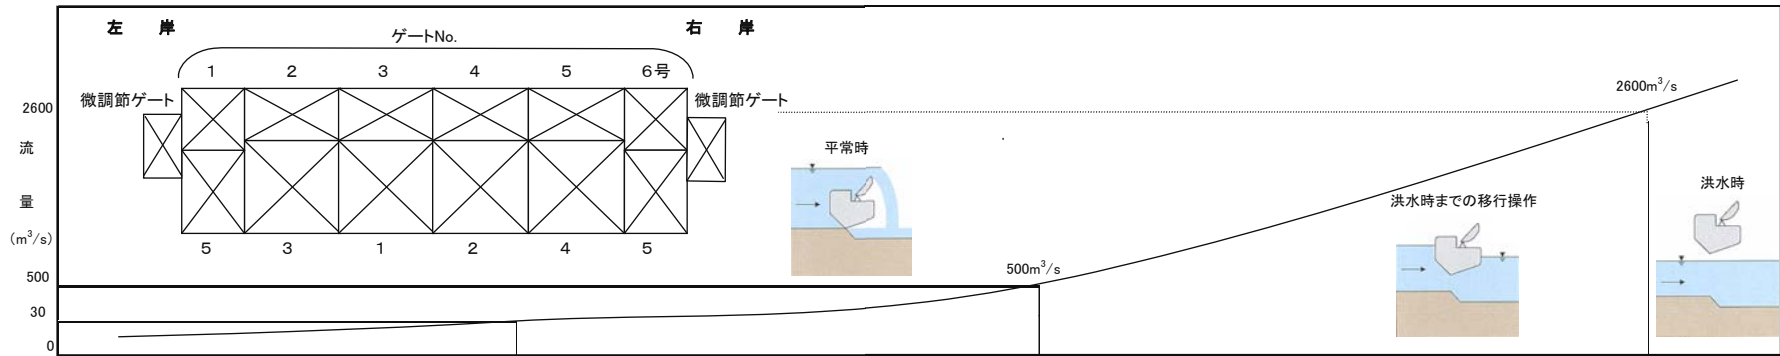 左　岸
右　岸
ゲートNo.
1 2 3 4 5 6号
微調節ゲート
微調節ゲート
5 3 1 2 4 5
2600
流
量
(m³/s)
500
30
0
平常時
500m³/s
洪水時までの移行操作
2600m³/s
洪水時